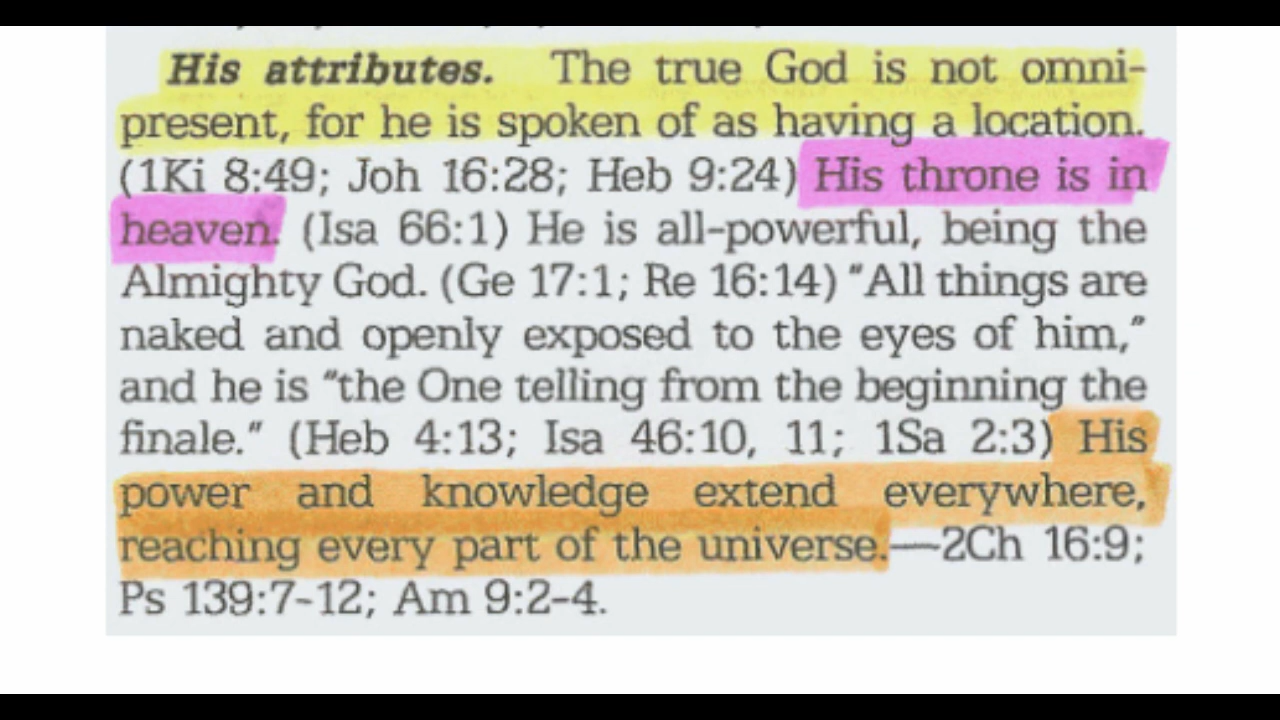 His attributes. The true God is not omni-
present, for he is spoken of as having a location.
(1Ki 8:49; Joh 16:28; Heb 9:24) His throne is in
heaven. (Isa 66:1) He is all-powerful, being the
Almighty God. (Ge 17:1; Re 16:14) "All things are
naked and openly exposed to the eyes of him,"
and he is "the One telling from the beginning the
finale." (Heb 4:13; Isa 46:10, 11; 1Sa 2:3) His
power and knowledge extend everywhere,
reaching every part of the universe.—2Ch 16:9;
Ps 139:7-12; Am 9:2-4.